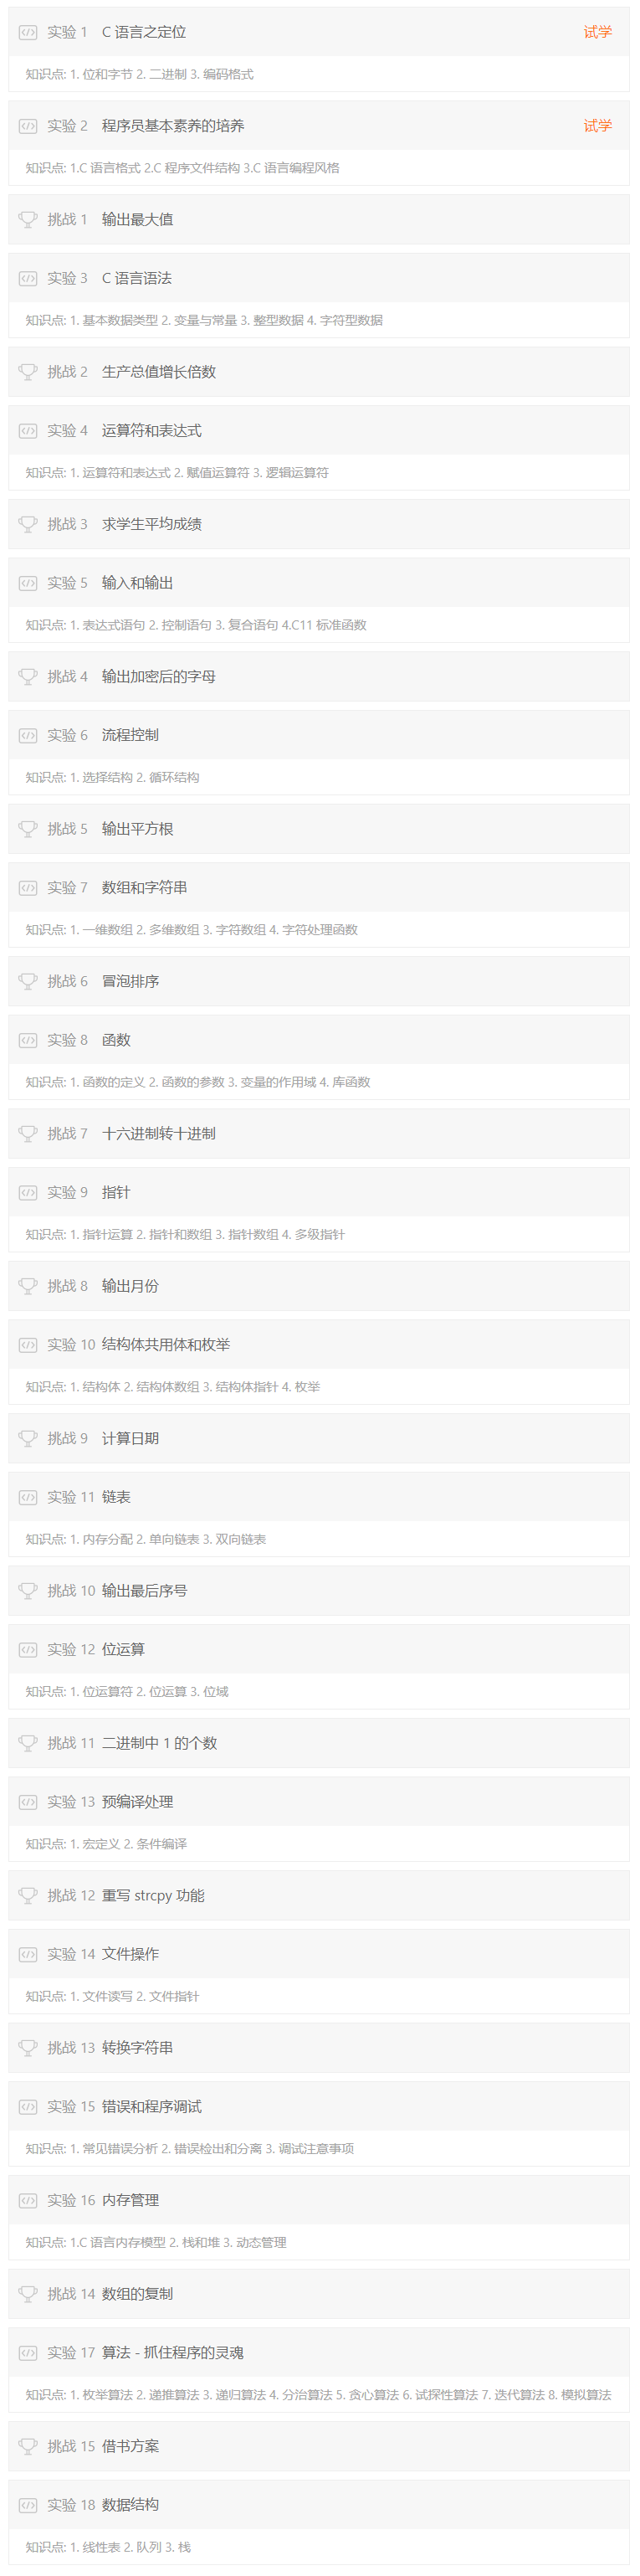 实验 1 C 语言之定位 试学
知识点: 1. 位和字节 2. 二进制 3. 编码格式
实验 2 程序员基本素养的培养 试学
知识点: 1.C 语言格式 2.C 程序文件结构 3.C 语言编程风格
挑战 1 输出最大值
实验 3 C 语言语法
知识点: 1. 基本数据类型 2. 变量与常量 3. 整型数据 4. 字符型数据
挑战 2 生产总值增长倍数
实验 4 运算符和表达式
知识点: 1. 运算符和表达式 2. 赋值运算符 3. 逻辑运算符
挑战 3 求学生平均成绩
实验 5 输入和输出
知识点: 1. 表达式语句 2. 控制语句 3. 复合语句 4.C11 标准函数
挑战 4 输出加密后的字母
实验 6 流程控制
知识点: 1. 选择结构 2. 循环结构
挑战 5 输出平方根
实验 7 数组和字符串
知识点: 1. 一维数组 2. 多维数组 3. 字符数组 4. 字符处理函数
挑战 6 冒泡排序
实验 8 函数
知识点: 1. 函数的定义 2. 函数的参数 3. 变量的作用域 4. 库函数
挑战 7 十六进制转十进制
实验 9 指针
知识点: 1. 指针运算 2. 指针和数组 3. 指针数组 4. 多级指针
挑战 8 输出月份
实验 10 结构体共用体和枚举
知识点: 1. 结构体 2. 结构体数组 3. 结构体指针 4. 枚举
挑战 9 计算日期
实验 11 链表
知识点: 1. 内存分配 2. 单向链表 3. 双向链表
挑战 10 输出最后序号
实验 12 位运算
知识点: 1. 位运算符 2. 位运算 3. 位域
挑战 11 二进制中 1 的个数
实验 13 预编译处理
知识点: 1. 宏定义 2. 条件编译
挑战 12 重写 strcpy 功能
实验 14 文件操作
知识点: 1. 文件读写 2. 文件指针
挑战 13 转换字符串
实验 15 错误和程序调试
知识点: 1. 常见错误分析 2. 错误检出和分离 3. 调试注意事项
实验 16 内存管理
知识点: 1.C 语言内存模型 2. 栈和堆 3. 动态管理
挑战 14 数组的复制
实验 17 算法 - 抓住程序的灵魂
知识点: 1. 枚举算法 2. 递推算法 3. 递归算法 4. 分治算法 5. 贪心算法 6. 试探性算法 7. 迭代算法 8. 模拟算法
挑战 15 借书方案
实验 18 数据结构
知识点: 1. 线性表 2. 队列 3. 栈